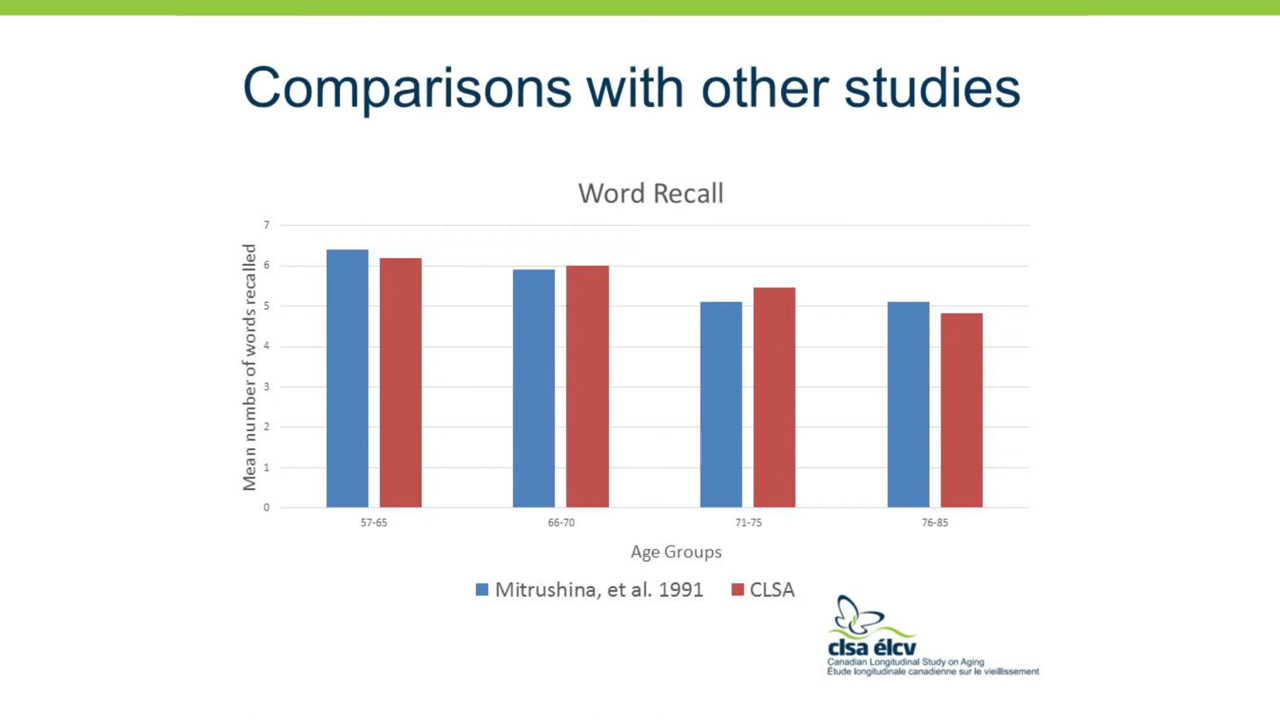 Comparisons with other studies
Word Recall
Mean number of words recalled
7
6
5
4
3
2
1
0
57-65
66-70
71-75
76-85
Age Groups
Mitrushina, et al. 1991
CLSA
clsa élcv
Canadian Longitudinal Study on Aging
Étude longitudinale canadienne sur le vieillissement